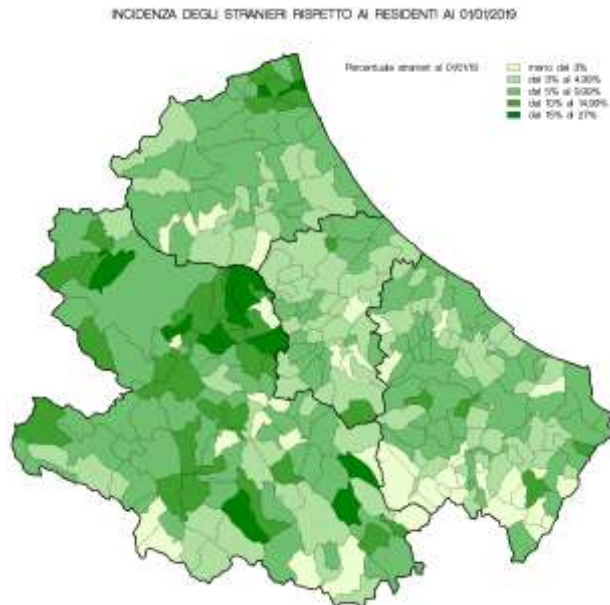 INCIDENZA DEGLI STRANIERI RISPETTO AI RESIDENTI AI 01/01/2019
Percentuale stranieri al 01/01/19
meno del 3%
dal 3% al 4,99%
dal 5% al 9,99%
dal 10% al 14,99%
dal 15% al 27%